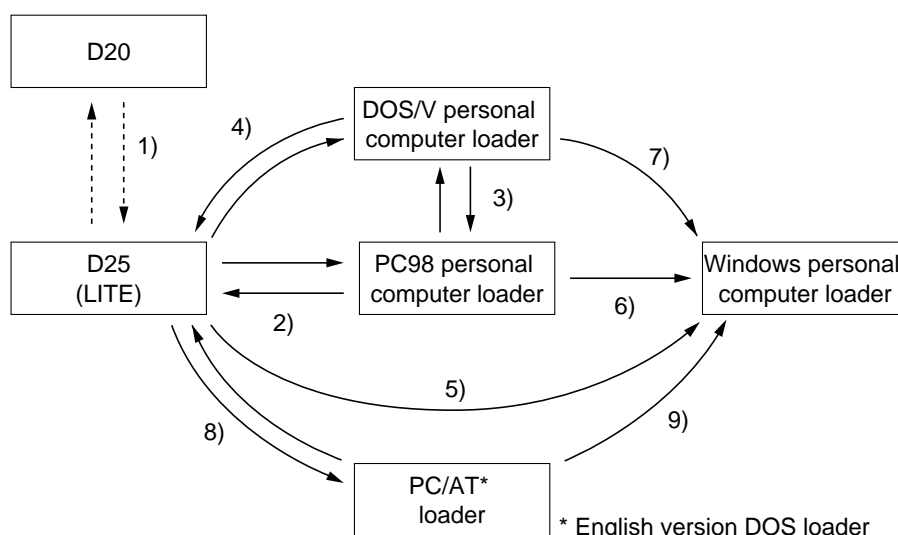 D20
1)
4)
DOS/V personal
computer loader
7)
3)
D25
(LITE)
PC98 personal
computer loader
Windows personal
computer loader
2)
6)
5)
8)
9)
PC/AT*
loader
* English version DOS loader